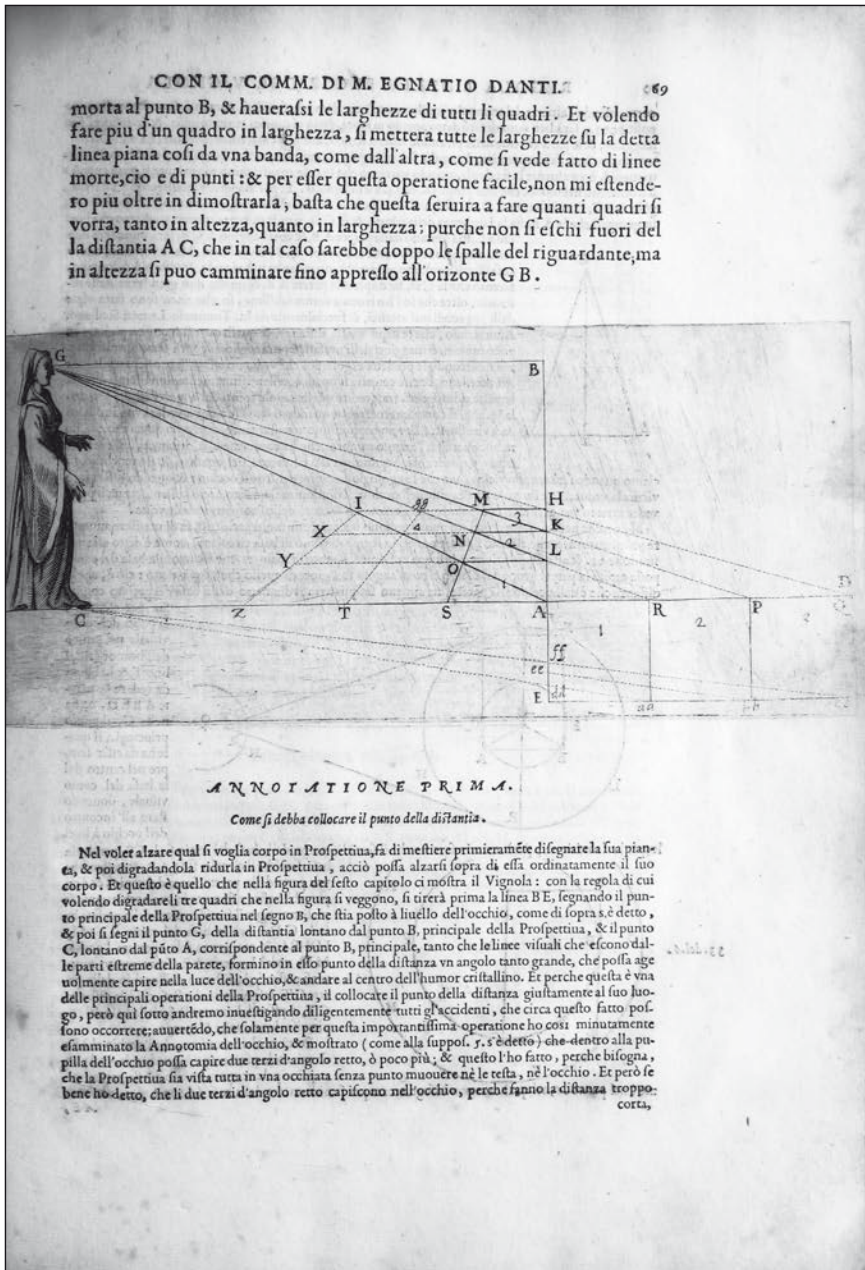 CON IL COMM. DI M. EGNATIO DANTI. 69
morta al punto B, & haueraſsi le larghezze di tutti li quadri. Et volendo
fare piu d'un quadro in larghezza, ſi mettera tutte le larghezze ſu la detta
linea piana coſi da vna banda, come dall'altra, come ſi vede fatto di linee
morte, cio e di punti: & per eſſer queſta operatione facile, non mi eſtende-
ro piu oltre in dimoſtrarla, baſta che queſta ſeruira a fare quanti quadri ſi
vorra, tanto in altezza, quanto in larghezza: purche non ſi eſchi fuori del
la diſtantia A C, che in tal caſo ſarebbe doppo le ſpalle del riguardante, ma
in altezza ſi puo camminare fino appreſſo all'orizonte G B.
G B
I gg M H
X 4 3 K
Y N 2 L
O 1 D
C Z T S A R P
1 2 3
ff
ee
E dd
aa
ANNOTATIONE PRIMA.
Come ſi debba collocare il punto della diſtantia.
Nel voler alzare qual ſi voglia corpo in Proſpettiua, fa di meſtiere primieramẽte diſegnare la ſua pian-
ta, & poi digradandola ridurla in Proſpettiua, acciò poſſa alzarſi ſopra di eſſa ordinatamente il ſuo
corpo. Et queſto è quello che nella figura del ſeſto capitolo ci moſtra il Vignola: con la regola di cui
volendo digradare li tre quadri che nella figura ſi veggono, ſi tirerà prima la linea B E, ſegnando il pun-
to principale della Proſpettiua nel ſegno B, che ſtia poſto à liuello dell'occhio, come di ſopra s'è detto,
& poi ſi ſegni il punto G, della diſtantia lontano dal punto B, principale della Proſpettiua, & il punto
C, lontano dal pũto A, corriſpondente al punto B, principale, tanto che le linee viſuali che eſcono dal-
le parti eſtreme della parete, formino in eſſo punto della diſtanza vn angolo tanto grande, che poſſa age
uolmente capire nella luce dell'occhio, & andare al centro dell'humor criſtallino. Et perche queſta è vna
delle principali operationi della Proſpettiua, il collocare il punto della diſtanza giuſtamente al ſuo luo-
go, però qui ſotto andremo inueſtigando diligentemente tutti gl'accidenti, che circa queſto fatto poſ-
ſono occorrere; auuertẽdo, che ſolamente per queſta importantiſſima operatione ho così minutamente
eſamminato la Annotomia dell'occhio, & moſtrato (come alla ſuppoſ. 5. s'è detto) che dentro alla pu-
pilla dell'occhio poſſa capire due terzi d'angolo retto, ò poco più; & queſto l'ho fatto, perche biſogna,
che la Proſpettiua ſia viſta tutta in vna occhiata ſenza punto muouere nè le teſta, nè l'occhio. Et però ſe
bene ho detto, che li due terzi d'angolo retto capiſcono nell'occhio, perche fanno la diſtanza troppo
corta,